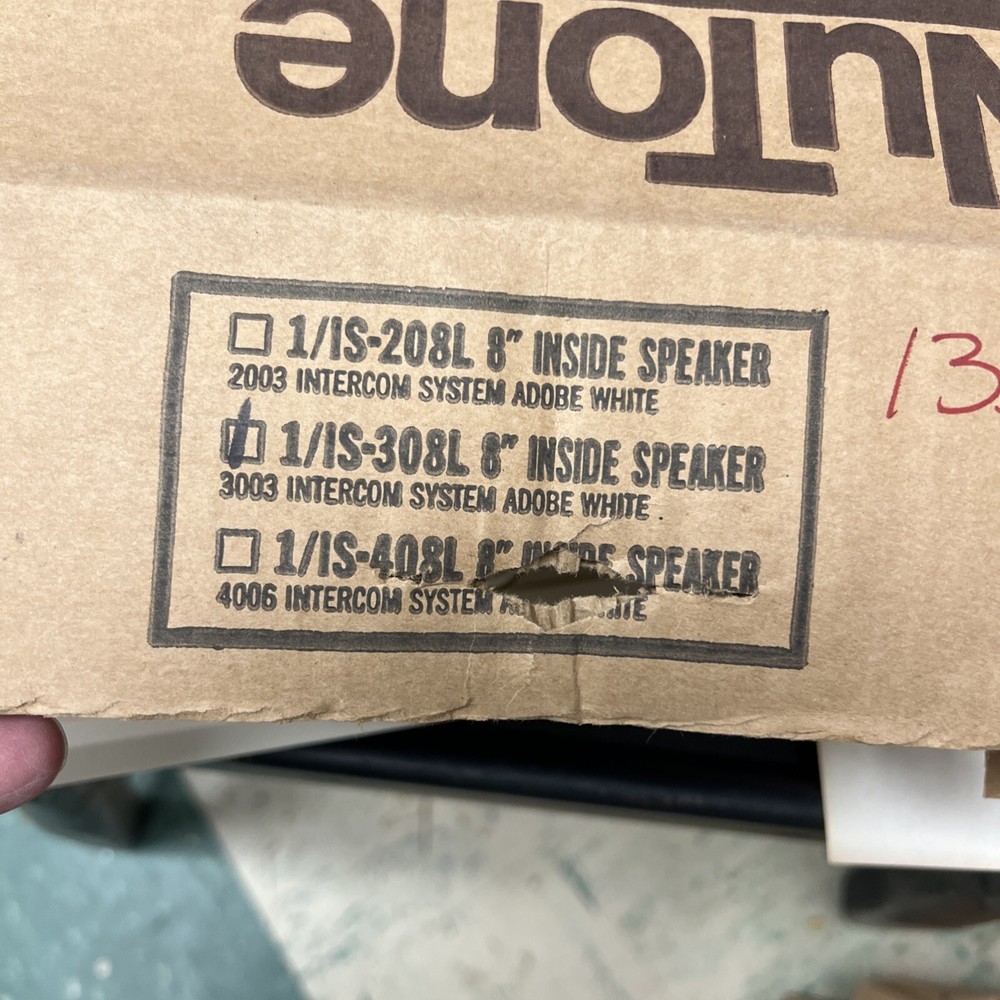 NuTone
☐ 1/IS-208L 8" INSIDE SPEAKER
2003 INTERCOM SYSTEM ADOBE WHITE
☐ 1/IS-308L 8" INSIDE SPEAKER
3003 INTERCOM SYSTEM ADOBE WHITE
☐ 1/IS-408L 8" INSIDE SPEAKER
4006 INTERCOM SYSTEM
13.